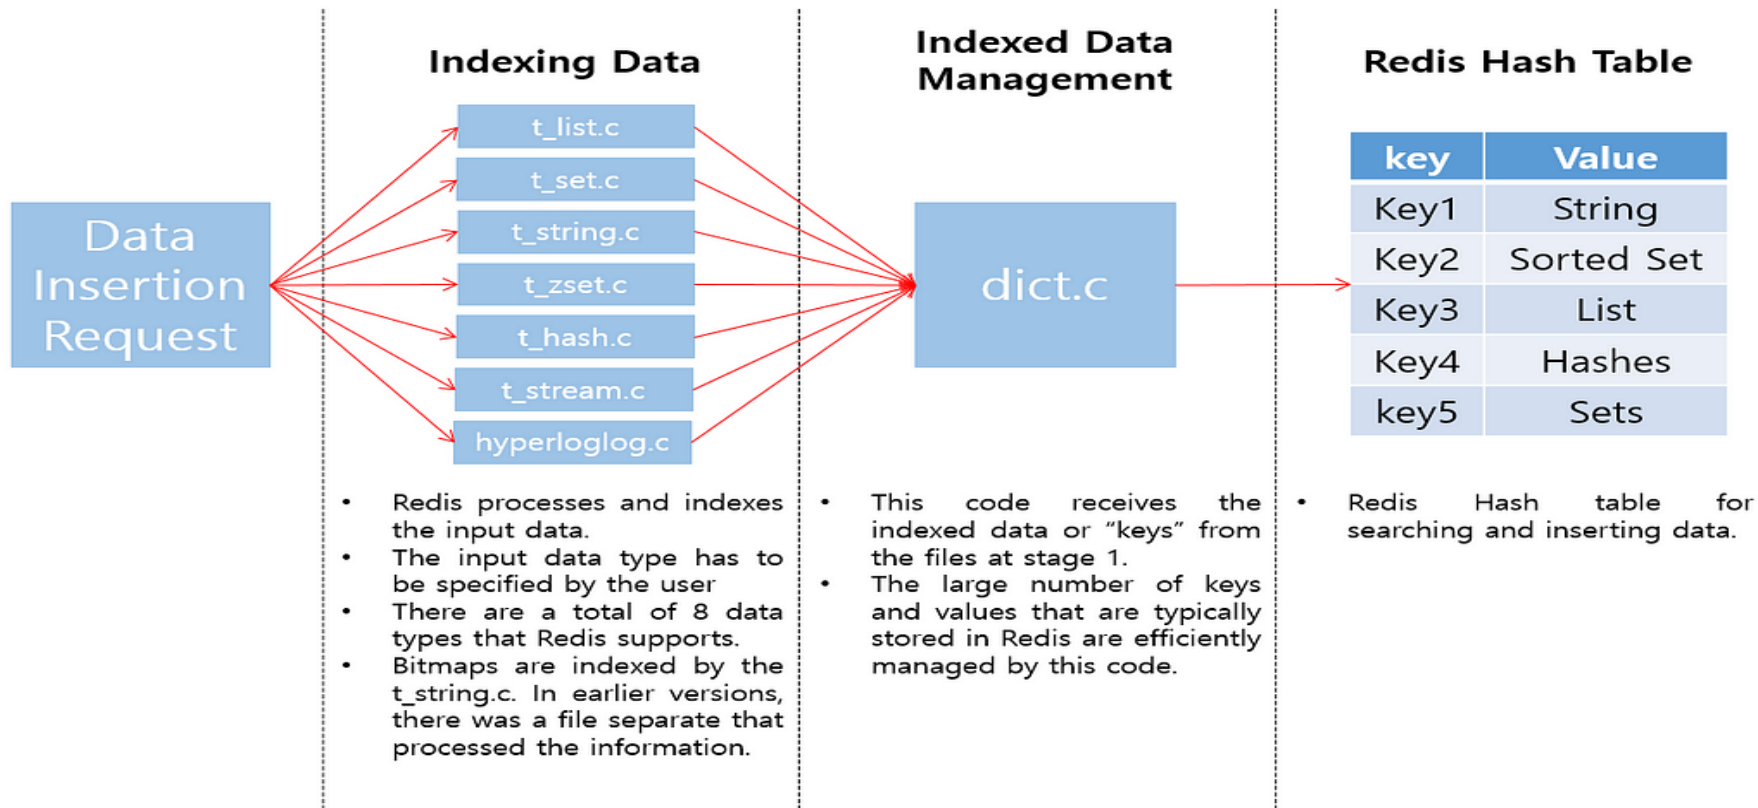 Data
Insertion
Request
Indexing Data
t_list.c
t_set.c
t_string.c
t_zset.c
t_hash.c
t_stream.c
hyperloglog.c
• Redis processes and indexes
the input data.
• The input data type has to
be specified by the user
• There are a total of 8 data
types that Redis supports.
• Bitmaps are indexed by the
t_string.c. In earlier versions,
there was a file separate that
processed the information.
Indexed Data
Management
dict.c
• This code receives the
indexed data or “keys” from
the files at stage 1.
• The large number of keys
and values that are typically
stored in Redis are efficiently
managed by this code.
Redis Hash Table
key Value
Key1 String
Key2 Sorted Set
Key3 List
Key4 Hashes
key5 Sets
• Redis Hash table for
searching and inserting data.